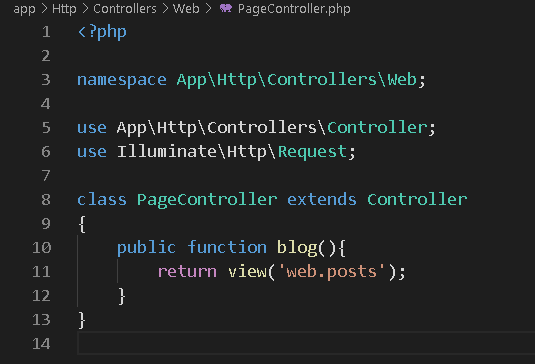 app > Http > Controllers > Web > PageController.php
1 <?php
2
3 namespace App\Http\Controllers\Web;
4
5 use App\Http\Controllers\Controller;
6 use Illuminate\Http\Request;
7
8 class PageController extends Controller
9 {
10     public function blog(){
11         return view('web.posts');
12     }
13 }
14